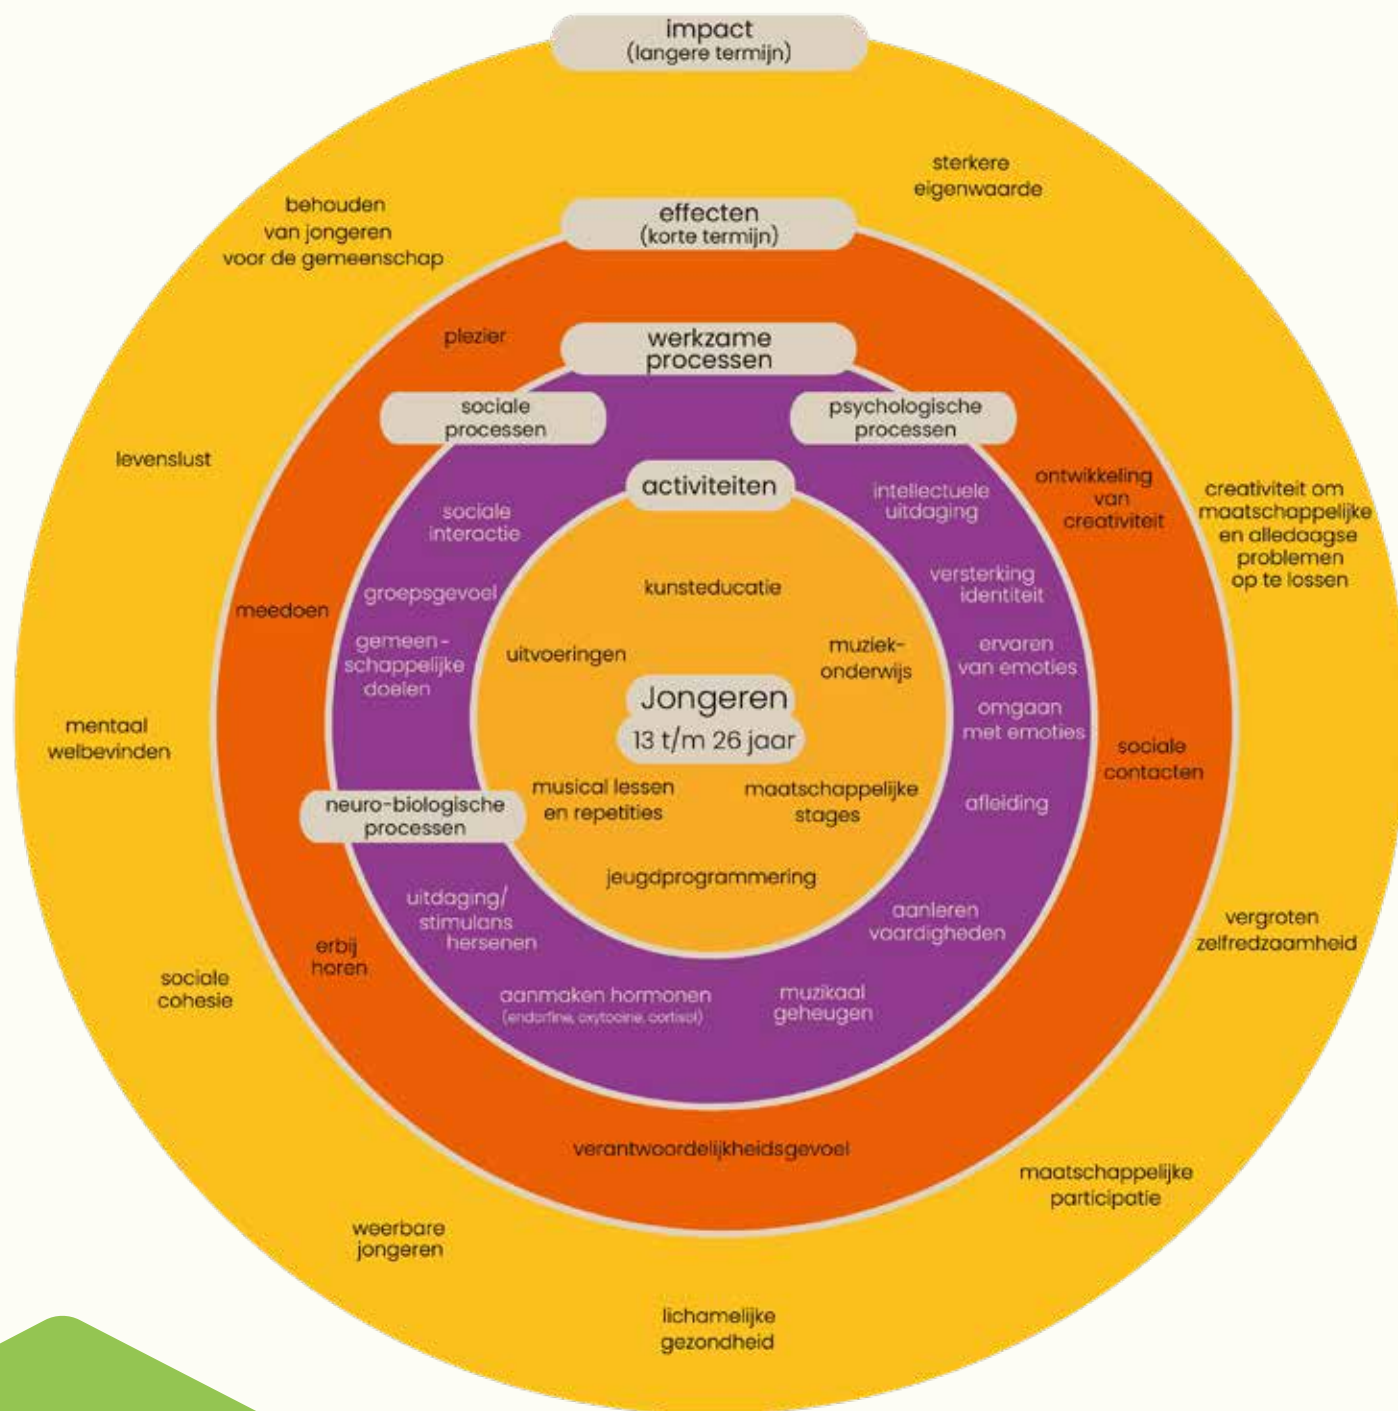 impact
(langere termijn)
sterkere
eigenwaarde
behouden
van jongeren
voor de gemeenschap
effecten
(korte termijn)
plezier
werkzame
processen
sociale
processen
psychologische
processen
levenslust
activiteiten
sociale
interactie
intellectuele
uitdaging
ontwikkeling
van
creativiteit
creativiteit om
maatschappelijke
en alledaagse
problemen
op te lossen
kunsteducatie
versterking
identiteit
groepsgevoel
meedoen
gemeen-
schappelijke
doelen
uitvoeringen
muziek-
onderwijs
ervaren
van emoties
Jongeren
13 t/m 26 jaar
omgaan
met emoties
mentaal
welbevinden
sociale
contacten
musical lessen
en repetities
maatschappelijke
stages
afleiding
neuro-biologische
processen
jeugdprogrammering
uitdaging/
stimulans
hersenen
aanleren
vaardigheden
vergroten
zelfredzaamheid
erbij
horen
sociale
cohesie
aanmaken hormonen
(endorfine, oxytocine, cortisol)
muzikaal
geheugen
verantwoordelijkheidsgevoel
maatschappelijke
participatie
weerbare
jongeren
lichamelijke
gezondheid